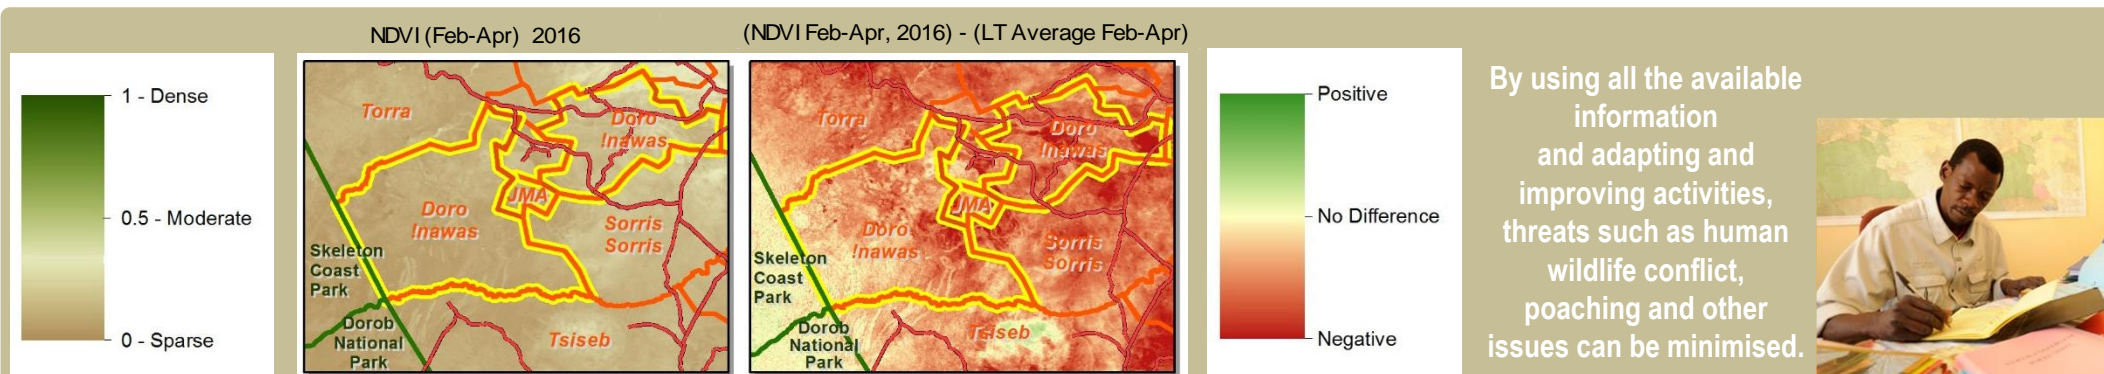 NDVI (Feb-Apr) 2016
1 - Dense
0.5 - Moderate
0 - Sparse
Torra
Doro
!nawas
JMA
Doro
!nawas
Sorris
Sorris
Skeleton
Coast
Park
Dorob
National
Park
Tsiseb
(NDVI Feb-Apr, 2016) - (LT Average Feb-Apr)
Torra
Doro
!nawas
JMA
Doro
!nawas
Sorris
Sorris
Skeleton
Coast
Park
Dorob
National
Park
Tsiseb
Positive
No Difference
Negative
By using all the available
information
and adapting and
improving activities,
threats such as human
wildlife conflict,
poaching and other
issues can be minimised.